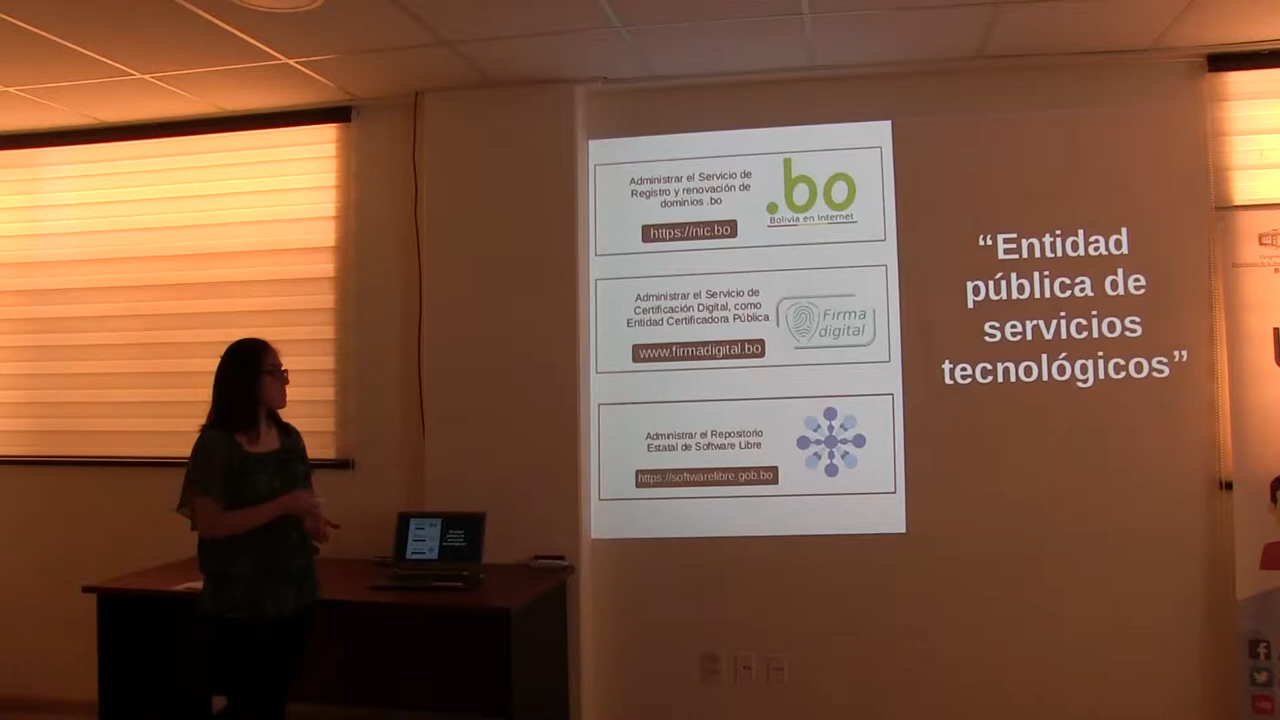 Administrar el Servicio de
Registro y renovación de
dominios .bo
https://nic.bo
.bo
Bolivia en Internet
Administrar el Servicio de
Certificación Digital, como
Entidad Certificadora Pública
www.firmadigital.bo
Firma
digital
Administrar el Repositorio
Estatal de Software Libre
https://softwarelibre.gob.bo
“Entidad
pública de
servicios
tecnológicos”